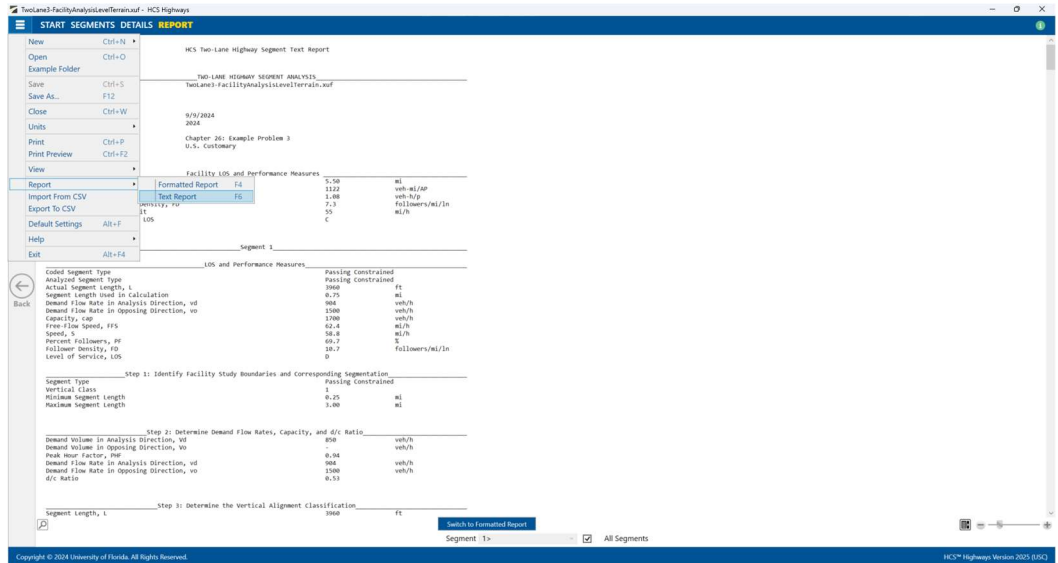 TwoLane3-FacilityAnalysisLevelTerrain.xuf - HCS Highways
START SEGMENTS DETAILS REPORT
New Ctrl+N
Open Ctrl+O
Example Folder
Save Ctrl+S
Save As... F12
Close Ctrl+W
Units
Print Ctrl+P
Print Preview Ctrl+F2
View
Report
Import From CSV
Export To CSV
Default Settings Alt+F
Help
Exit Alt+F4
Formatted Report F4
Text Report F6
Back
HCS Two-Lane Highway Segment Text Report
TWO-LANE HIGHWAY SEGMENT ANALYSIS
TwoLane3-FacilityAnalysisLevelTerrain.xuf
9/9/2024
2024
Chapter 26: Example Problem 3
U.S. Customary
Facility LOS and Performance Measures
5.50 mi
1122 veh-mi/AP
1.08 veh-h/p
Density, FD 7.3 followers/mi/ln
it 55 mi/h
LOS C
Segment 1
LOS and Performance Measures
Coded Segment Type Passing Constrained
Analyzed Segment Type Passing Constrained
Actual Segment Length, L 3960 ft
Segment Length Used in Calculation 0.75 mi
Demand Flow Rate in Analysis Direction, vd 904 veh/h
Demand Flow Rate in Opposing Direction, vo 1500 veh/h
Capacity, cap 1700 veh/h
Free-Flow Speed, FFS 62.4 mi/h
Speed, S 58.8 mi/h
Percent Followers, PF 69.7 %
Follower Density, FD 10.7 followers/mi/ln
Level of Service, LOS D
Step 1: Identify Facility Study Boundaries and Corresponding Segmentation
Segment Type Passing Constrained
Vertical Class 1
Minimum Segment Length 0.25 mi
Maximum Segment Length 3.00 mi
Step 2: Determine Demand Flow Rates, Capacity, and d/c Ratio
Demand Volume in Analysis Direction, Vd 850 veh/h
Demand Volume in Opposing Direction, Vo - veh/h
Peak Hour Factor, PHF 0.94
Demand Flow Rate in Analysis Direction, vd 904 veh/h
Demand Flow Rate in Opposing Direction, vo 1500 veh/h
d/c Ratio 0.53
Step 3: Determine the Vertical Alignment Classification
Segment Length, L 3960 ft
Switch to Formatted Report
Segment 1> All Segments
Copyright © 2024 University of Florida. All Rights Reserved.
HCS™ Highways Version 2025 (USC)